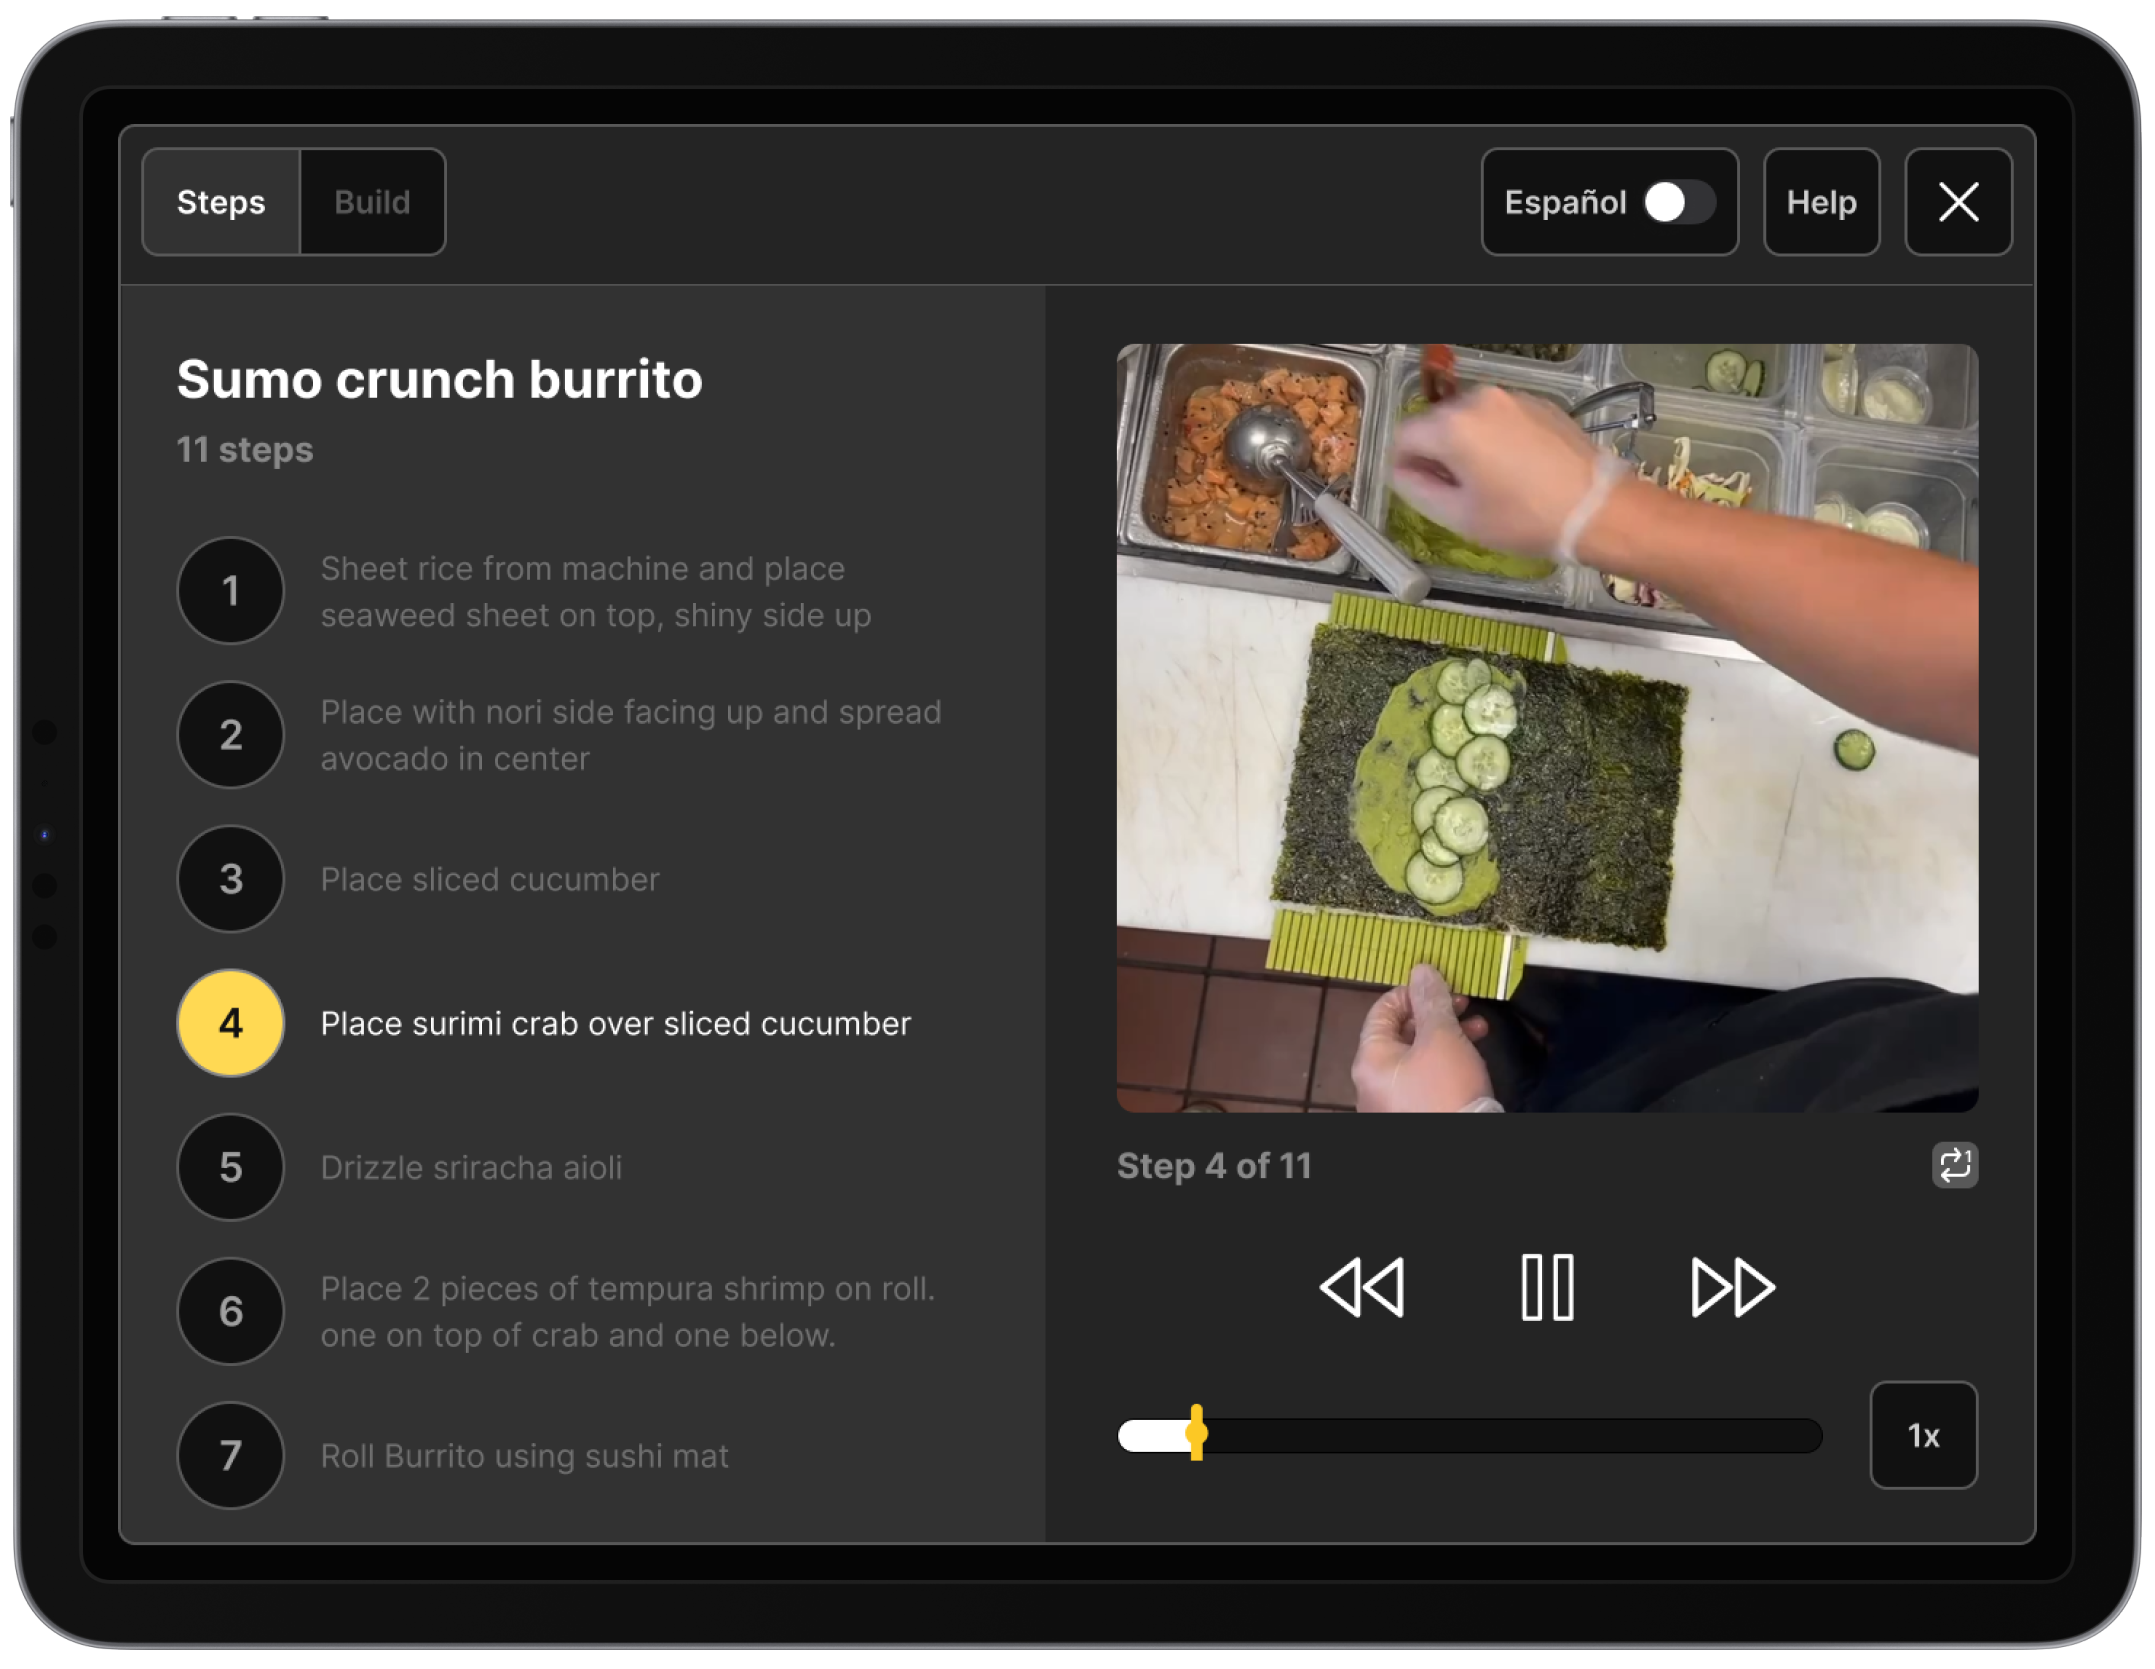 Steps
Build
Español
Help
Sumo crunch burrito
11 steps
1
Sheet rice from machine and place
seaweed sheet on top, shiny side up
2
Place with nori side facing up and spread
avocado in center
3
Place sliced cucumber
4
Place surimi crab over sliced cucumber
5
Drizzle sriracha aioli
6
Place 2 pieces of tempura shrimp on roll.
one on top of crab and one below.
7
Roll Burrito using sushi mat
Step 4 of 11
1
1x